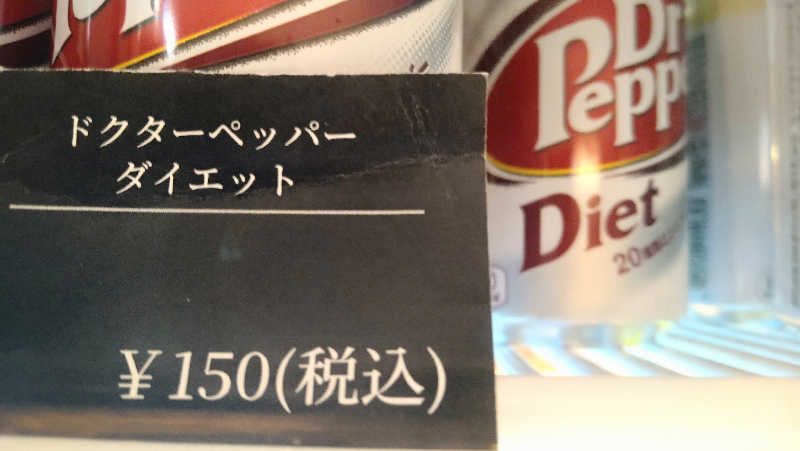 ドクターペッパー
ダイエット
¥150(税込)
Dr
Pepp
Diet
20